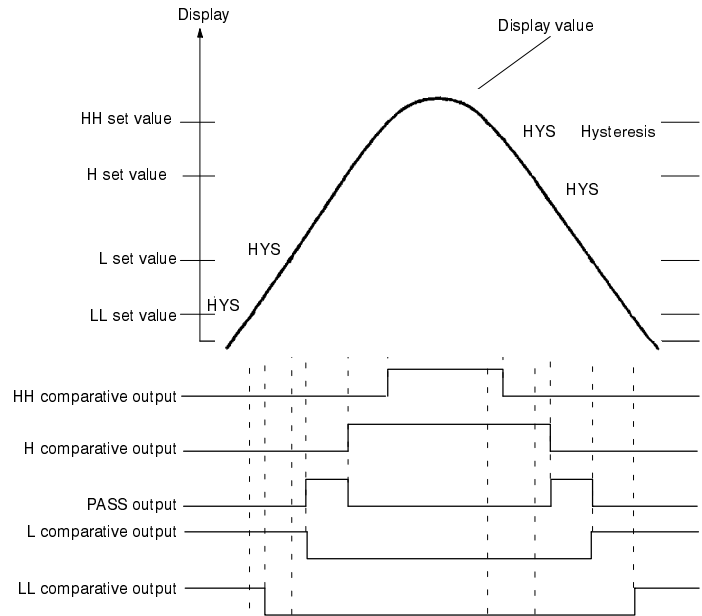 Display
Display value
HH set value
HYS Hysteresis
H set value
HYS
HYS
L set value
HYS
LL set value
HH comparative output
H comparative output
PASS output
L comparative output
LL comparative output